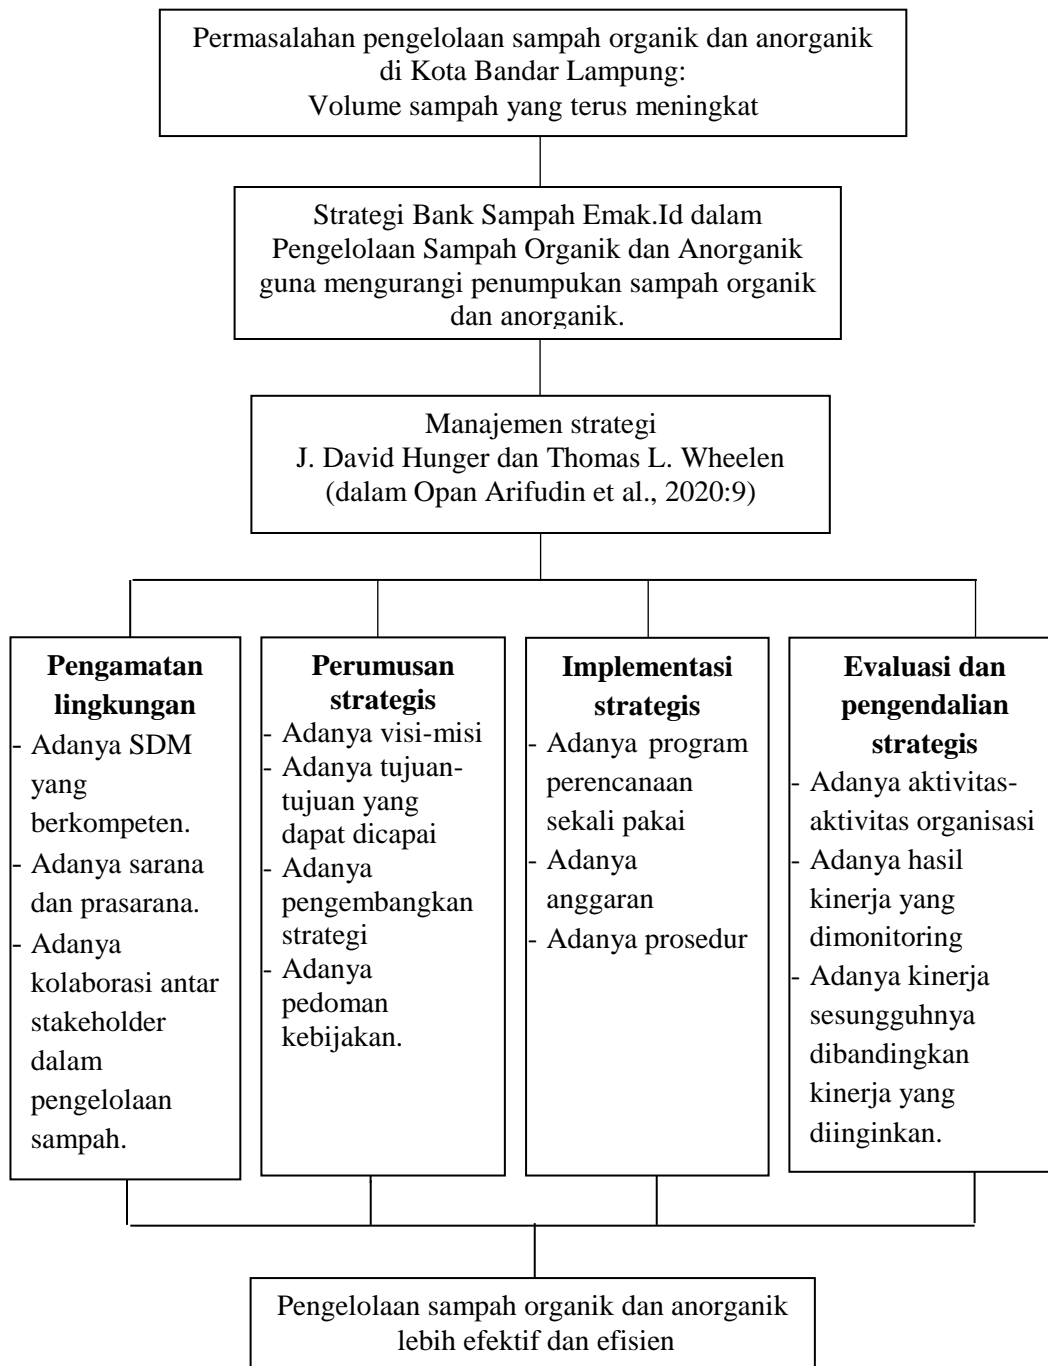 Permasalahan pengelolaan sampah organik dan anorganik
di Kota Bandar Lampung:
Volume sampah yang terus meningkat
Strategi Bank Sampah Emak.Id dalam
Pengelolaan Sampah Organik dan Anorganik
guna mengurangi penumpukan sampah organik
dan anorganik.
Manajemen strategi
J. David Hunger dan Thomas L. Wheelen
(dalam Opan Arifudin et al., 2020:9)
Pengamatan
lingkungan
- Adanya SDM
yang
berkompeten.
- Adanya sarana
dan prasarana.
- Adanya
kolaborasi antar
stakeholder
dalam
pengelolaan
sampah.
Perumusan
strategis
- Adanya visi-misi
- Adanya tujuan-
tujuan yang
dapat dicapai
- Adanya
pengembangkan
strategi
- Adanya
pedoman
kebijakan.
Implementasi
strategis
- Adanya program
perencanaan
sekali pakai
- Adanya
anggaran
- Adanya prosedur
Evaluasi dan
pengendalian
strategis
- Adanya aktivitas-
aktivitas organisasi
- Adanya hasil
kinerja yang
dimonitoring
- Adanya kinerja
sesungguhnya
dibandingkan
kinerja yang
diinginkan.
Pengelolaan sampah organik dan anorganik
lebih efektif dan efisien